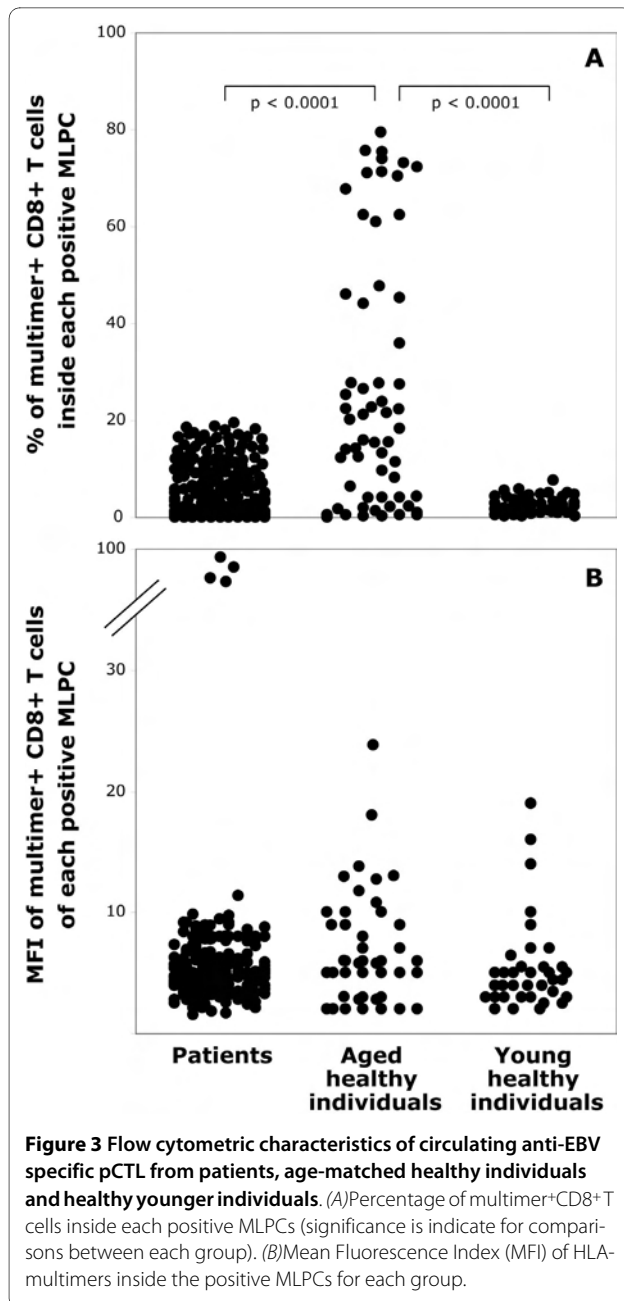 100
A
p < 0.0001
p < 0.0001
80
60
40
20
0
% of multimer+ CD8+ T cells
inside each positive MLPC
100
B
30
20
10
MFI of multimer+ CD8+ T cells
of each positive MLPC
Patients
Aged
healthy
individuals
Young
healthy
individuals
Figure 3 Flow cytometric characteristics of circulating anti-EBV
specific pCTL from patients, age-matched healthy individuals
and healthy younger individuals. (A)Percentage of multimer⁺CD8⁺ T
cells inside each positive MLPCs (significance is indicate for compari-
sons between each group). (B)Mean Fluorescence Index (MFI) of HLA-
multimers inside the positive MLPCs for each group.